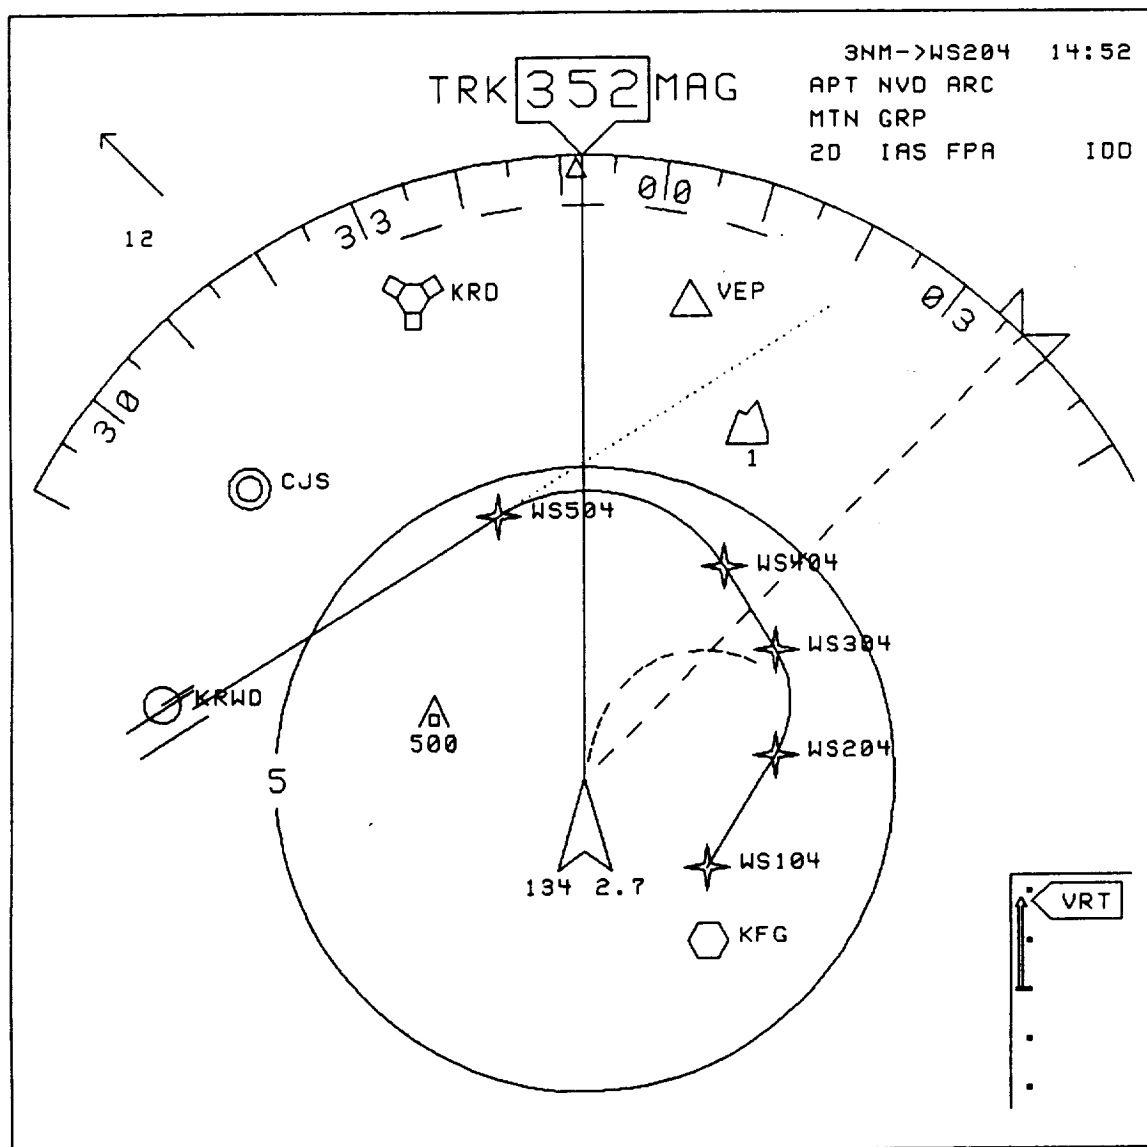 3NM->WS204 14:52
TRK 352 MAG
APT NVD ARC
MTN GRP
2D IAS FPA IDD
12
33
00
03
30
KRD
VEP
1
CJS
WS504
WS404
WS304
KRWD
500
WS204
5
WS104
134 2.7
VRT
KFG